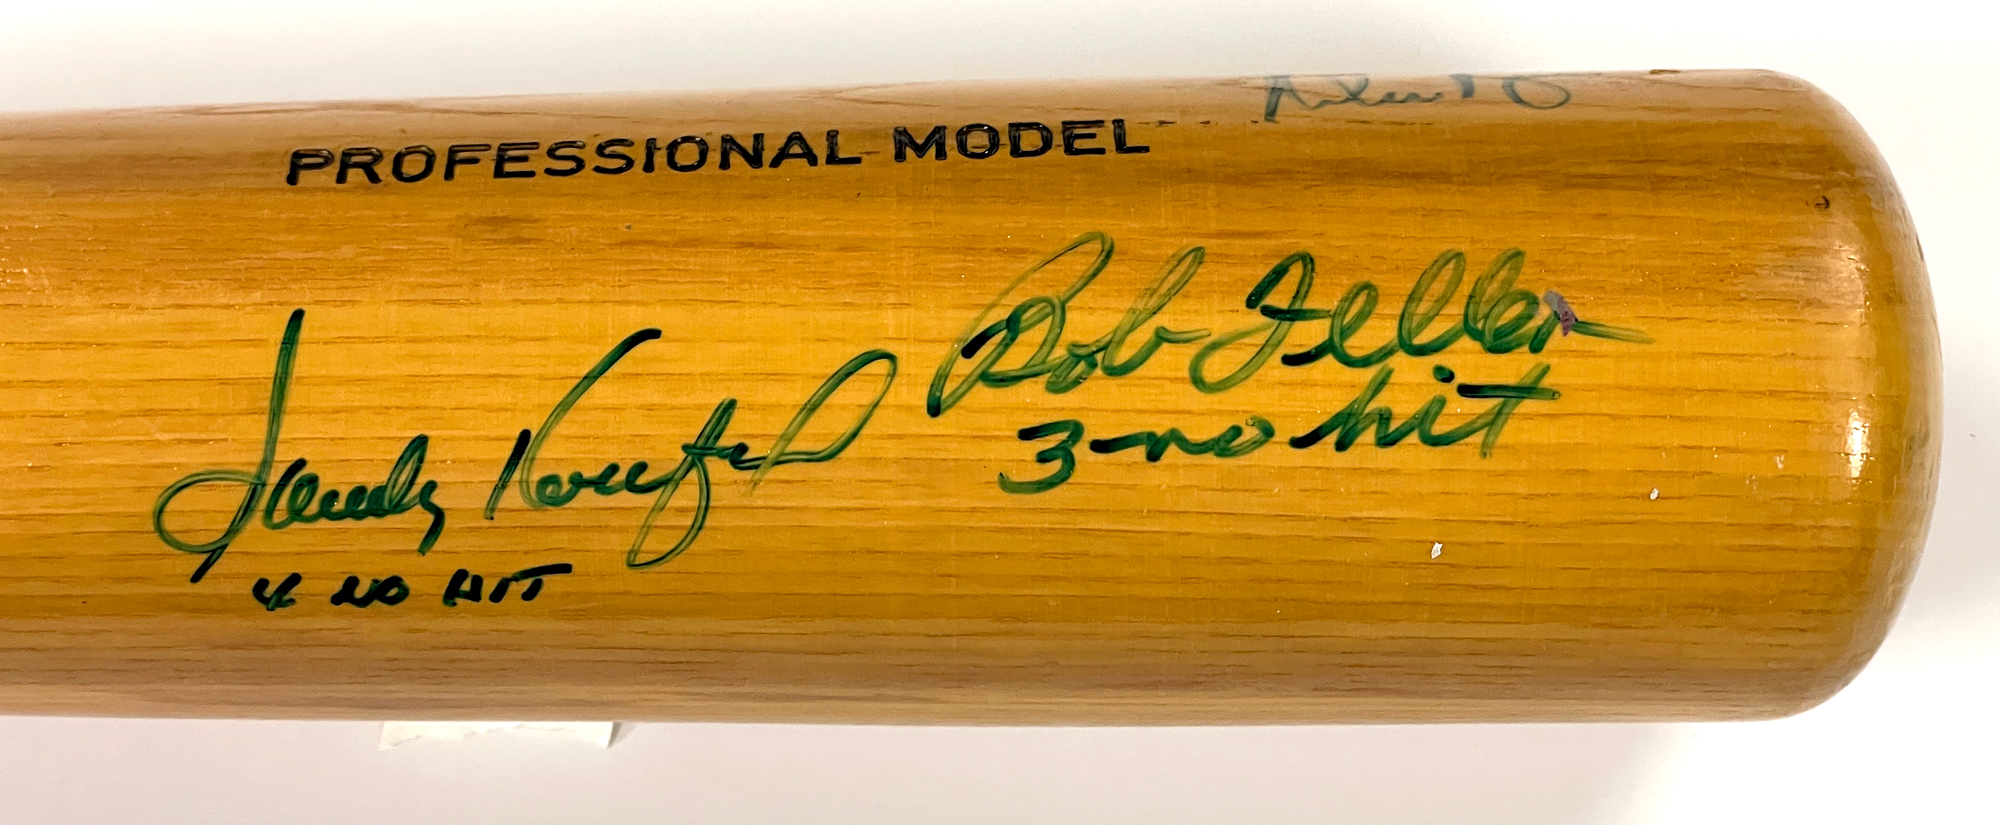 PROFESSIONAL MODEL
Bob Feller
3-no hit
Sandy Koufax
4 NO HIT